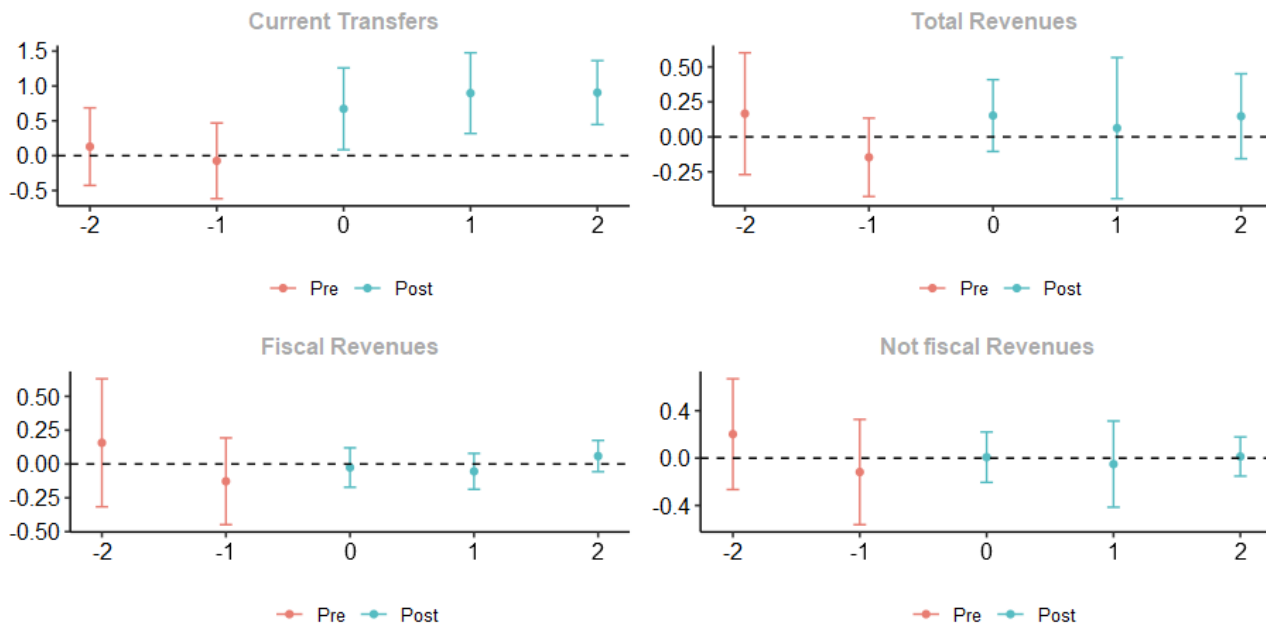 Current Transfers
1.5
1.0
0.5
0.0
-0.5
-2 -1 0 1 2
Pre Post
Total Revenues
0.50
0.25
0.00
-0.25
-2 -1 0 1 2
Pre Post
Fiscal Revenues
0.50
0.25
0.00
-0.25
-0.50
-2 -1 0 1 2
Pre Post
Not fiscal Revenues
0.4
0.0
-0.4
-2 -1 0 1 2
Pre Post